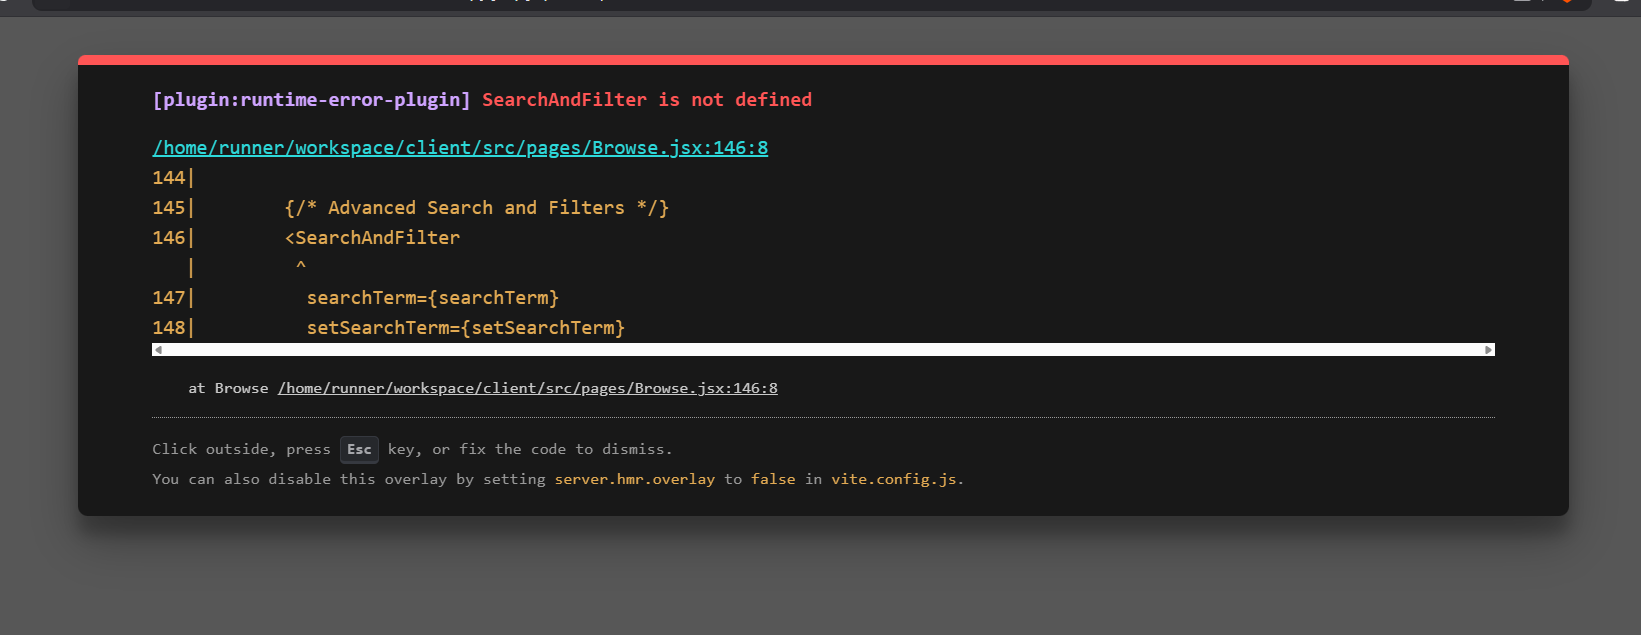 [plugin:runtime-error-plugin] SearchAndFilter is not defined
/home/runner/workspace/client/src/pages/Browse.jsx:146:8
144|
145|        {/* Advanced Search and Filters */}
146|        <SearchAndFilter
   |         ^
147|          searchTerm={searchTerm}
148|          setSearchTerm={setSearchTerm}
at Browse /home/runner/workspace/client/src/pages/Browse.jsx:146:8
Click outside, press Esc key, or fix the code to dismiss.
You can also disable this overlay by setting server.hmr.overlay to false in vite.config.js.